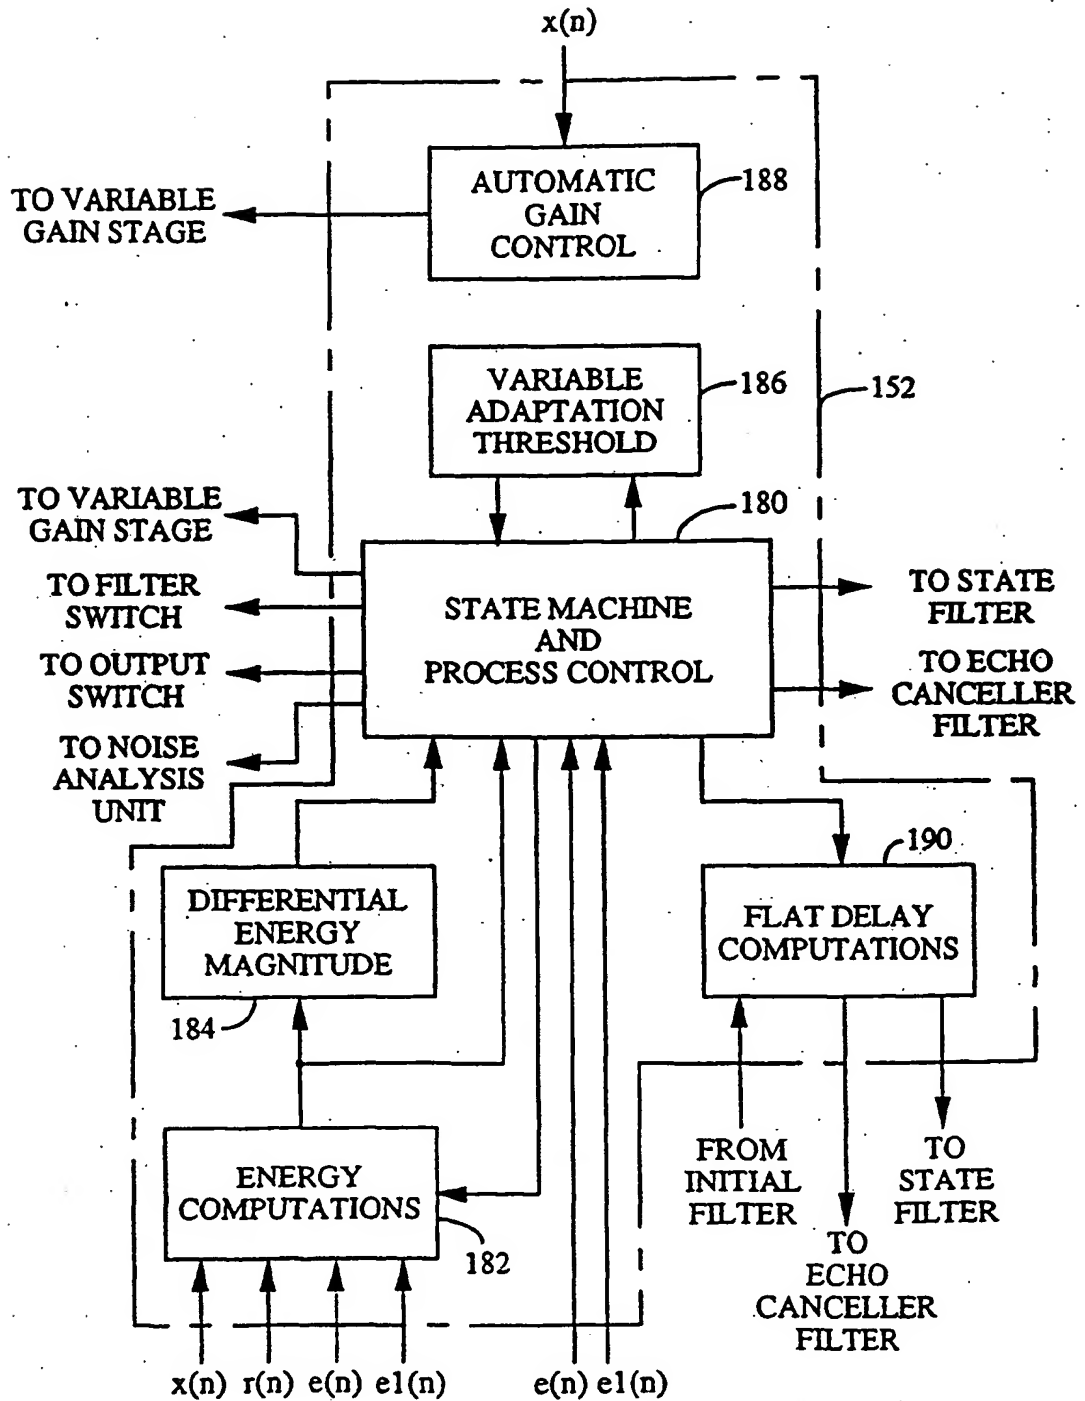 x(n)
AUTOMATIC
GAIN
CONTROL
188
TO VARIABLE
GAIN STAGE
VARIABLE
ADAPTATION
THRESHOLD
186
152
TO VARIABLE
GAIN STAGE
180
TO FILTER
SWITCH
STATE MACHINE
AND
PROCESS CONTROL
TO STATE
FILTER
TO OUTPUT
SWITCH
TO ECHO
CANCELLER
FILTER
TO NOISE
ANALYSIS
UNIT
190
DIFFERENTIAL
ENERGY
MAGNITUDE
FLAT DELAY
COMPUTATIONS
184
ENERGY
COMPUTATIONS
182
FROM
INITIAL
FILTER
TO
STATE
FILTER
TO
ECHO
CANCELLER
FILTER
x(n) r(n) e(n) e1(n) e(n) e1(n)